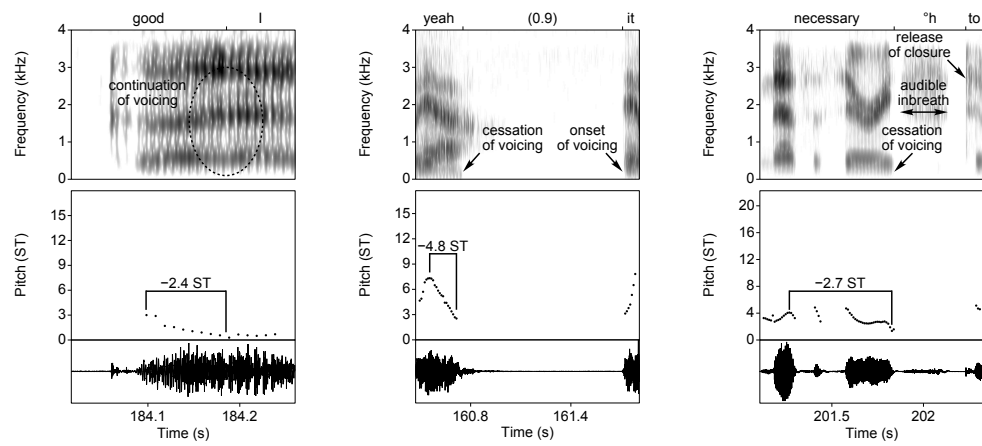 good I
Frequency (kHz)
4
3
2
1
0
continuation
of voicing
Pitch (ST)
15
12
9
6
3
0
−2.4 ST
184.1 184.2
Time (s)
yeah (0.9) it
Frequency (kHz)
4
3
2
1
0
cessation
of voicing
onset
of voicing
Pitch (ST)
15
12
9
6
3
0
−4.8 ST
160.8 161.4
Time (s)
necessary °h to
Frequency (kHz)
4
3
2
1
0
release
of closure
audible
inbreath
cessation
of voicing
Pitch (ST)
20
16
12
8
4
0
−2.7 ST
201.5 202
Time (s)